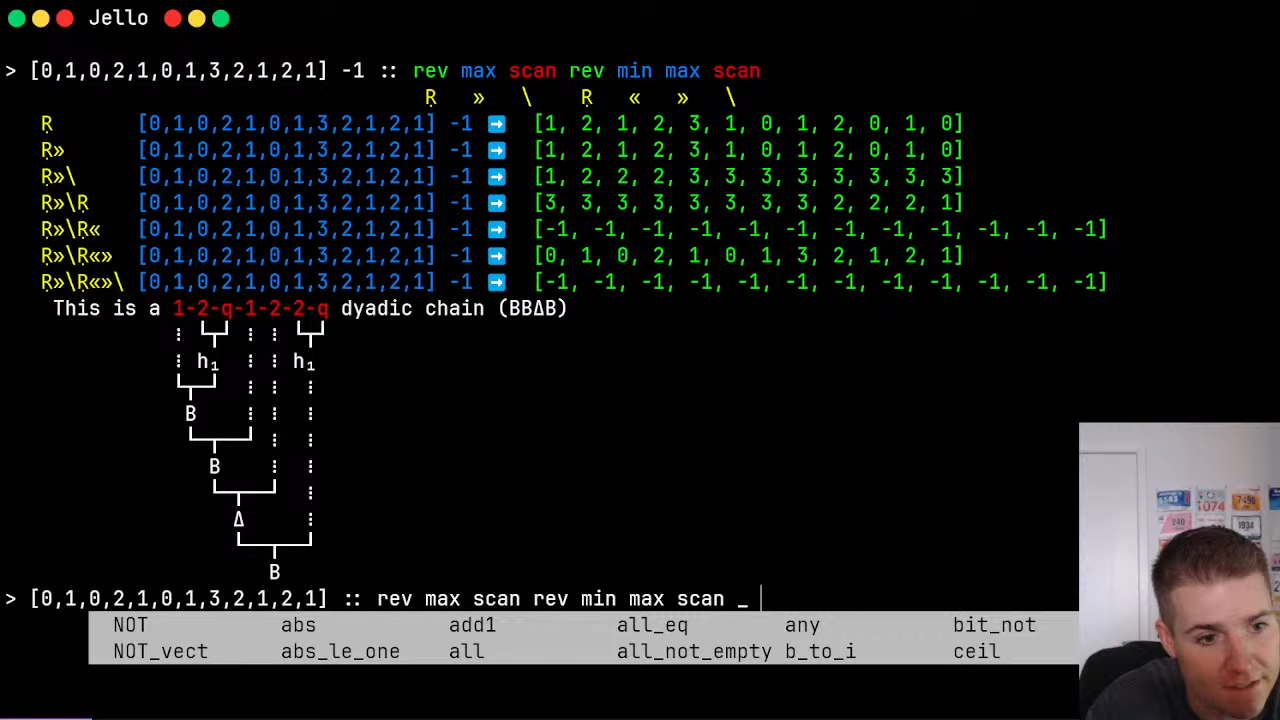 Jello
> [0,1,0,2,1,0,1,3,2,1,2,1] -1 :: rev max scan rev min max scan
Ṛ » \ Ṛ « » \
Ṛ [0,1,0,2,1,0,1,3,2,1,2,1] -1 ➡ [1, 2, 1, 2, 3, 1, 0, 1, 2, 0, 1, 0]
Ṛ» [0,1,0,2,1,0,1,3,2,1,2,1] -1 ➡ [1, 2, 1, 2, 3, 1, 0, 1, 2, 0, 1, 0]
Ṛ»\ [0,1,0,2,1,0,1,3,2,1,2,1] -1 ➡ [1, 2, 2, 2, 3, 3, 3, 3, 3, 3, 3, 3]
Ṛ»\Ṛ [0,1,0,2,1,0,1,3,2,1,2,1] -1 ➡ [3, 3, 3, 3, 3, 3, 3, 3, 2, 2, 2, 1]
Ṛ»\Ṛ« [0,1,0,2,1,0,1,3,2,1,2,1] -1 ➡ [-1, -1, -1, -1, -1, -1, -1, -1, -1, -1, -1, -1]
Ṛ»\Ṛ«» [0,1,0,2,1,0,1,3,2,1,2,1] -1 ➡ [0, 1, 0, 2, 1, 0, 1, 3, 2, 1, 2, 1]
Ṛ»\Ṛ«»\ [0,1,0,2,1,0,1,3,2,1,2,1] -1 ➡ [-1, -1, -1, -1, -1, -1, -1, -1, -1, -1, -1, -1]
This is a 1-2-q-1-2-2-q dyadic chain (BBΔB)
h₁ h₁
B
B
Δ
B
> [0,1,0,2,1,0,1,3,2,1,2,1] :: rev max scan rev min max scan _
NOT abs add1 all_eq any bit_not
NOT_vect abs_le_one all all_not_empty b_to_i ceil